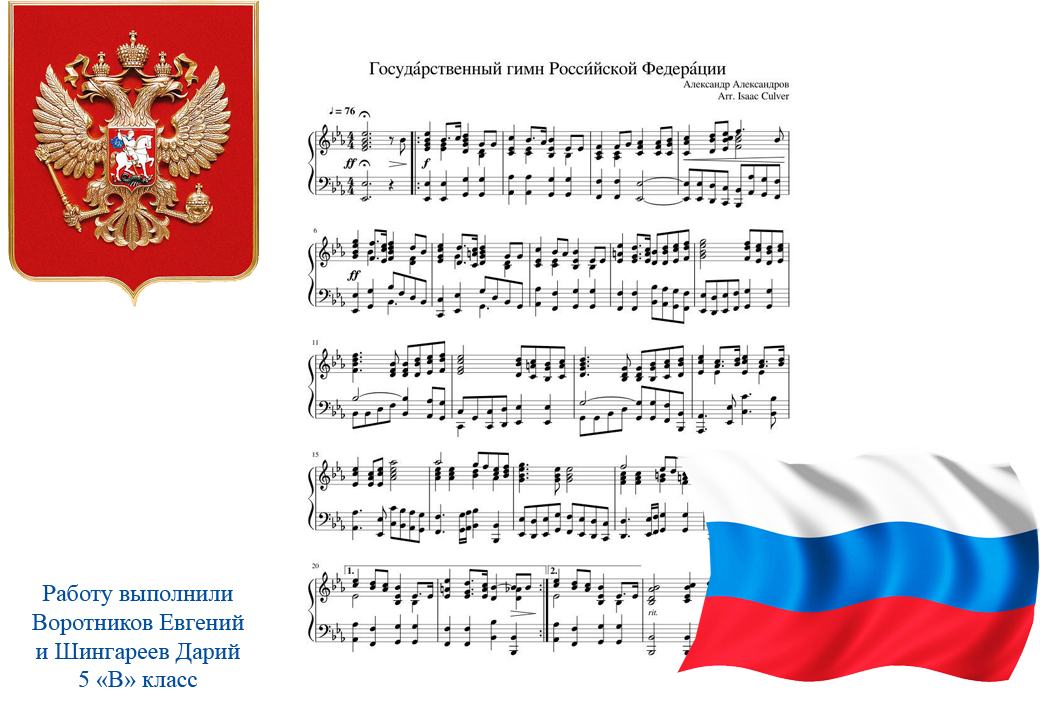 Госуда́рственный гимн Росси́йской Федера́ции
Александр Александров
Arr. Isaac Culver
♩ = 76
ff
f
6
ff
11
15
20
1.
2.
rit.
Работу выполнили
Воротников Евгений
и Шингареев Дарий
5 «В» класс